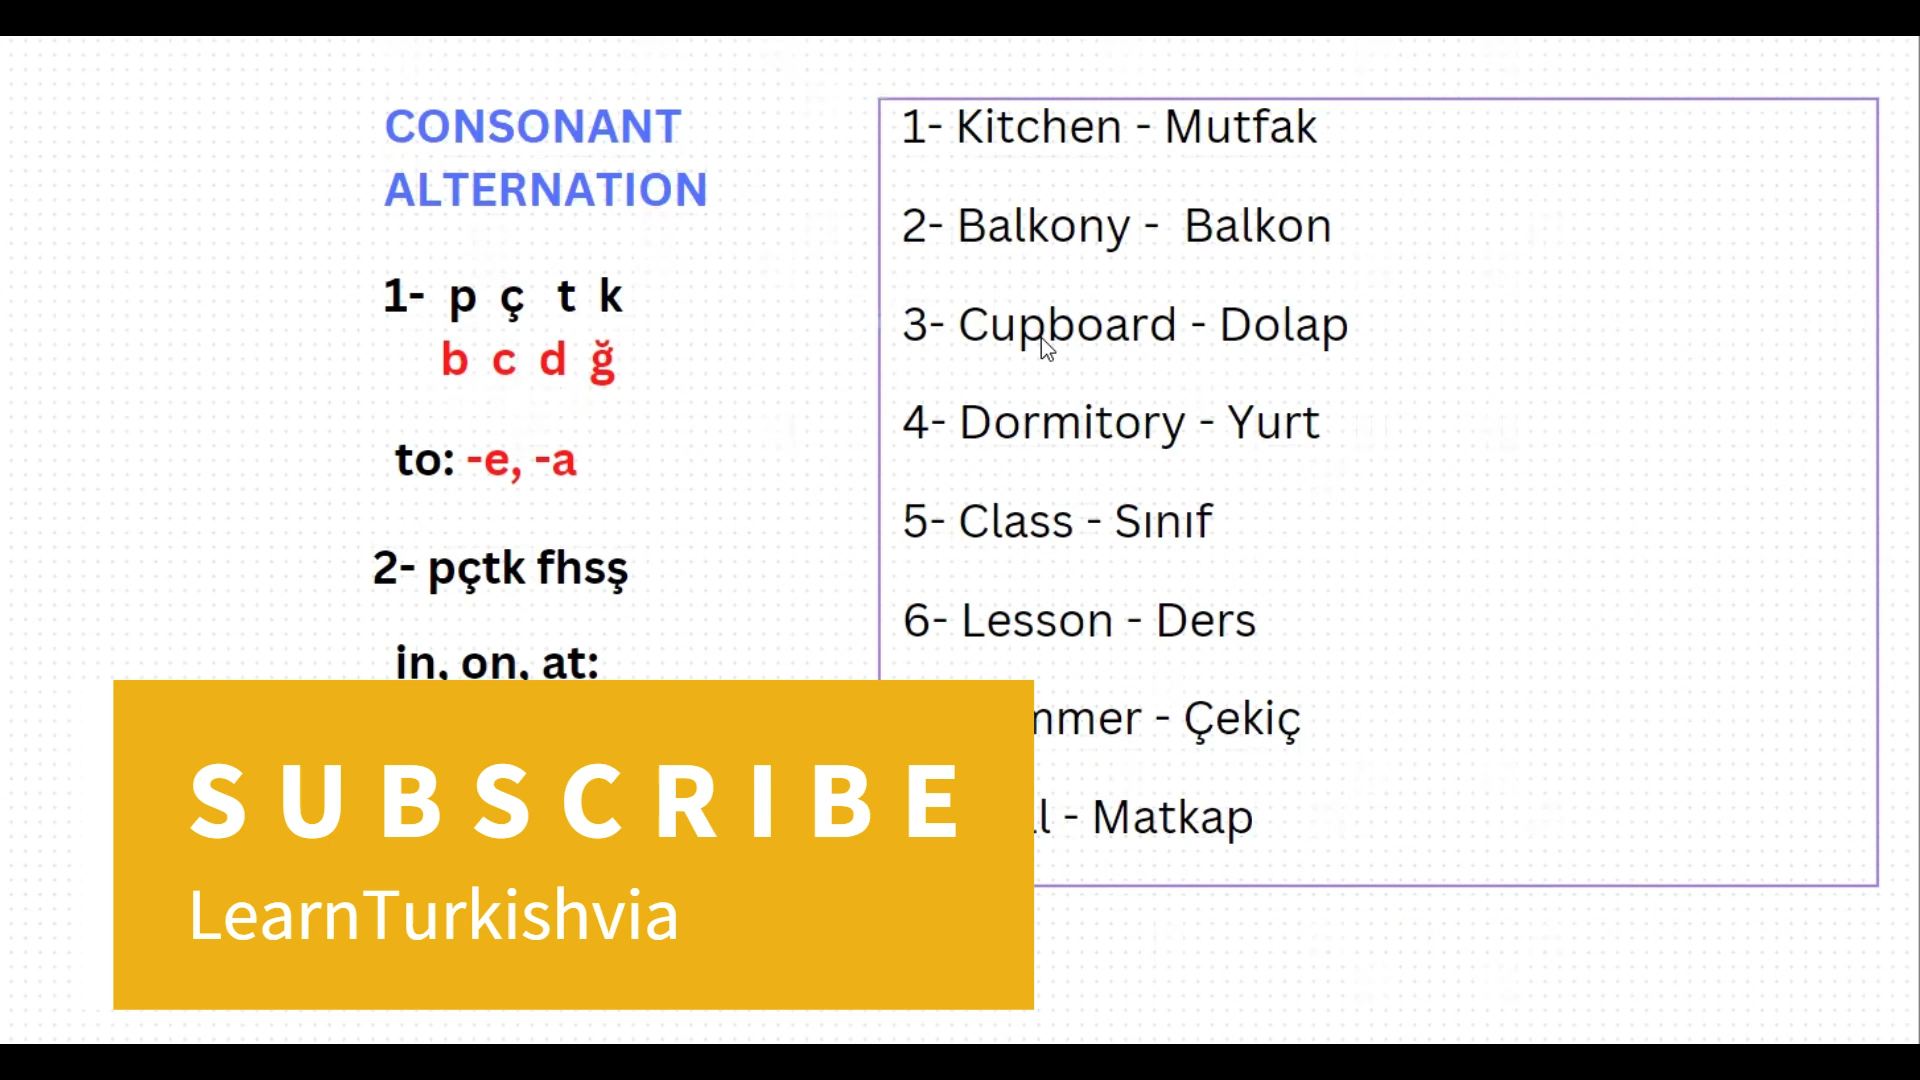 CONSONANT
ALTERNATION
1- p ç t k
b c d ğ
to: -e, -a
2- pçtk fhsş
in, on, at:
1- Kitchen - Mutfak
2- Balkony - Balkon
3- Cupboard - Dolap
4- Dormitory - Yurt
5- Class - Sınıf
6- Lesson - Ders
- Çekiç
- Matkap
SUBSCRIBE
LearnTurkishvia